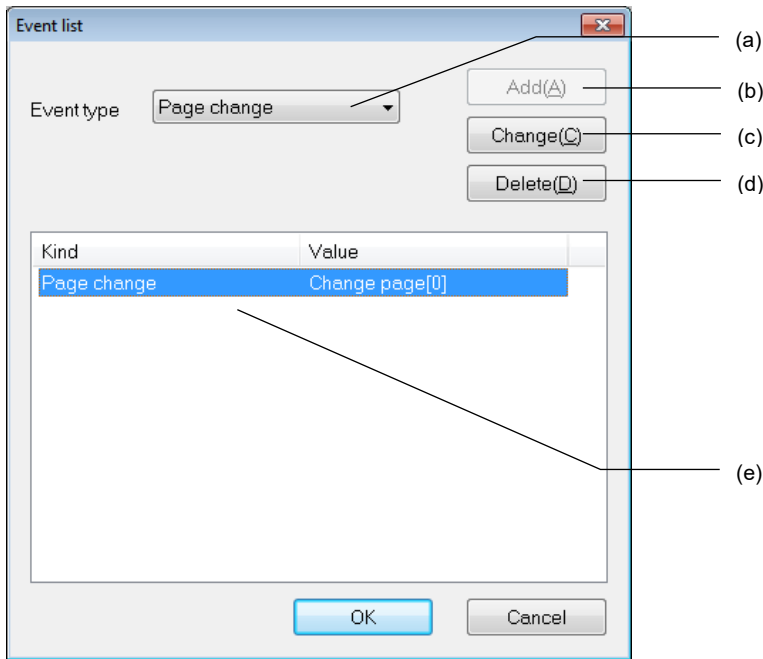 Event list
(a)
Event type
Page change
Add(A)
(b)
Change(C)
(c)
Delete(D)
(d)
Kind Value
Page change Change page[0]
(e)
OK Cancel